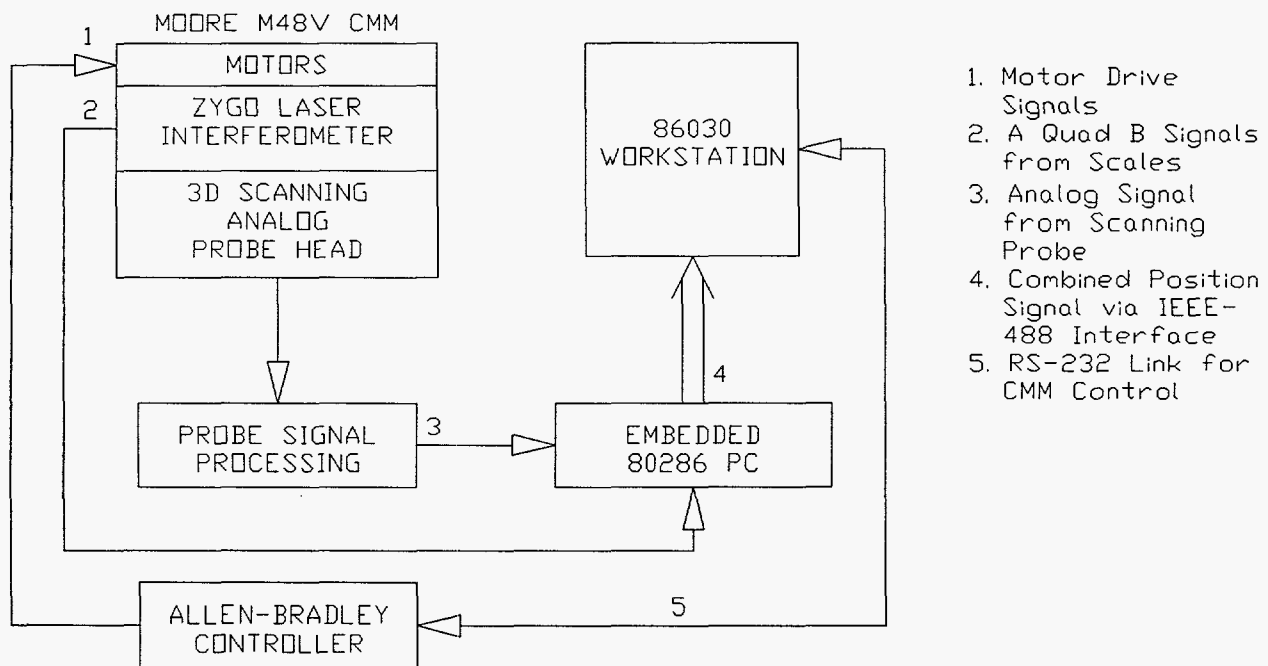 MOORE M48V CMM
1
MOTORS
2
ZYGO LASER
INTERFEROMETER
3D SCANNING
ANALOG
PROBE HEAD
86030
WORKSTATION
4
PROBE SIGNAL
PROCESSING
3
EMBEDDED
80286 PC
ALLEN-BRADLEY
CONTROLLER
5
1. Motor Drive
Signals
2. A Quad B Signals
from Scales
3. Analog Signal
from Scanning
Probe
4. Combined Position
Signal via IEEE-
488 Interface
5. RS-232 Link for
CMM Control